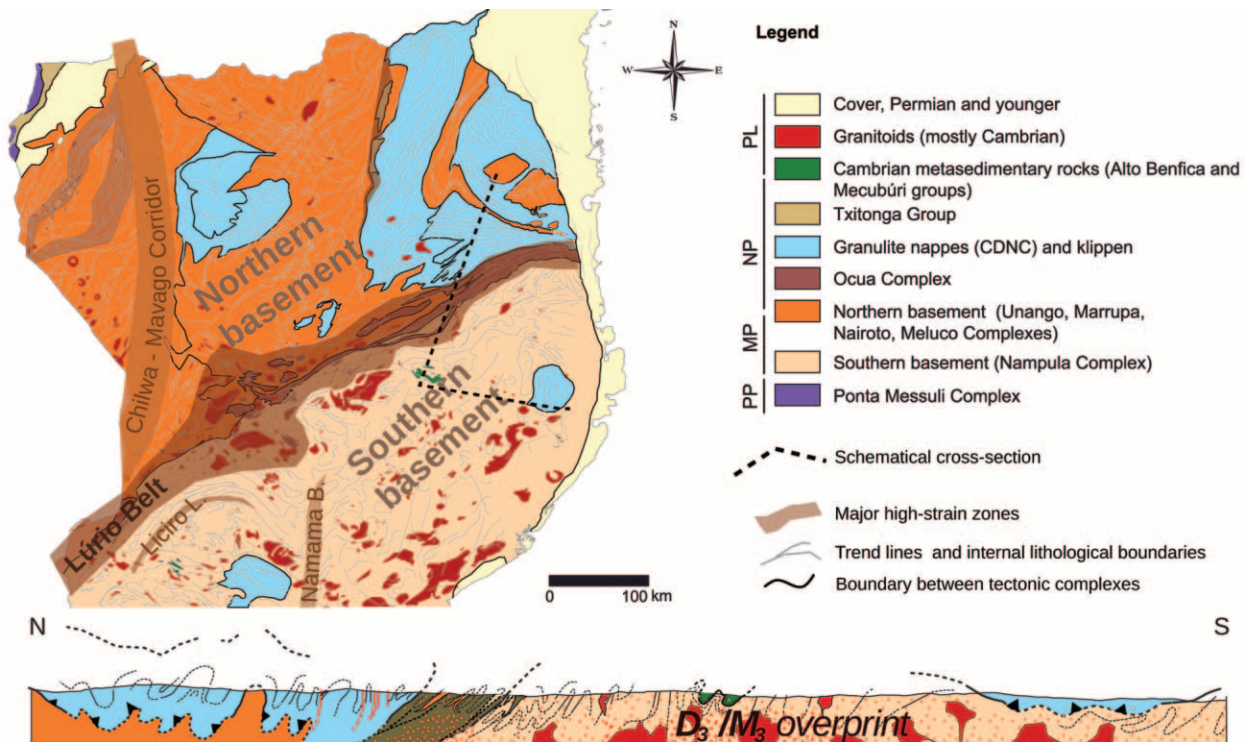 N
W
E
S
Legend
PL
NP
MP
PP
Cover, Permian and younger
Granitoids (mostly Cambrian)
Cambrian metasedimentary rocks (Alto Benfica and
Mecubúri groups)
Txitonga Group
Granulite nappes (CDNC) and klippen
Ocua Complex
Northern basement (Unango, Marrupa,
Nairoto, Meluco Complexes)
Southern basement (Nampula Complex)
Ponta Messuli Complex
Schematical cross-section
Major high-strain zones
Trend lines and internal lithological boundaries
Boundary between tectonic complexes
Chilwa - Mavago Corridor
Northern
basement
Southern
basement
Lúrio Belt
Liciro L.
Namama B.
0
100 km
N
S
D₃ /M₃ overprint